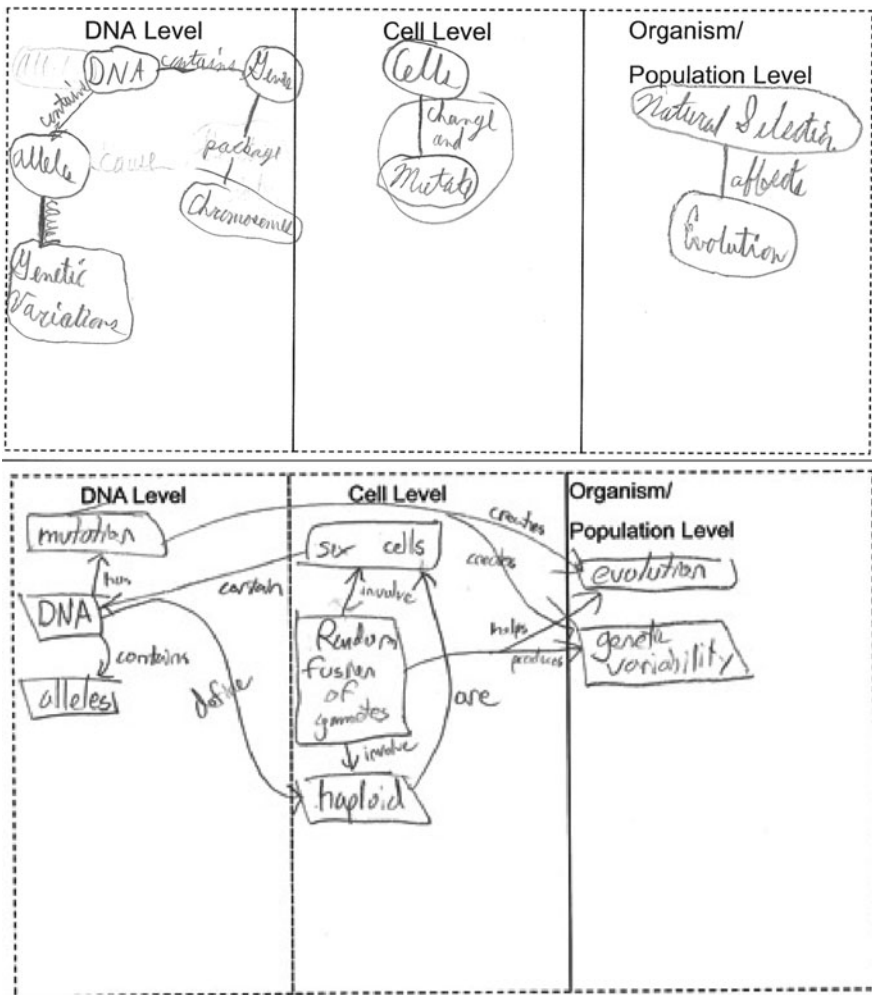 DNA Level
DNA
contains
Genes
contains
alleles
cause
package
Chromosomes
cause
Genetic
Variations
Cell Level
Cells
change
and
Mutate
Organism/
Population Level
Natural Selection
affects
Evolution
DNA Level
mutation
has
DNA
contains
alleles
define
contain
Cell Level
sex cells
involve
Random
fusion
of
gametes
involve
haploid
are
creates
creates
helps
produces
Organism/
Population Level
evolution
genetic
variability